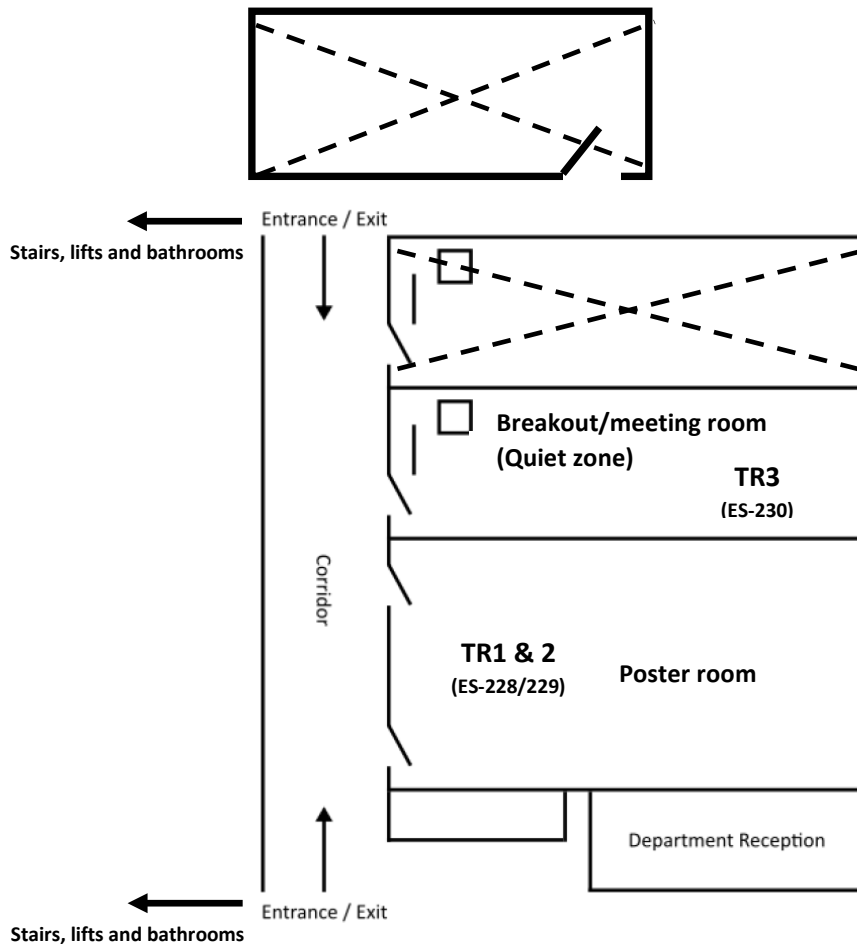 Entrance / Exit
Stairs, lifts and bathrooms
Breakout/meeting room
(Quiet zone)
TR3
(ES-230)
Corridor
TR1 & 2
(ES-228/229)
Poster room
Department Reception
Entrance / Exit
Stairs, lifts and bathrooms